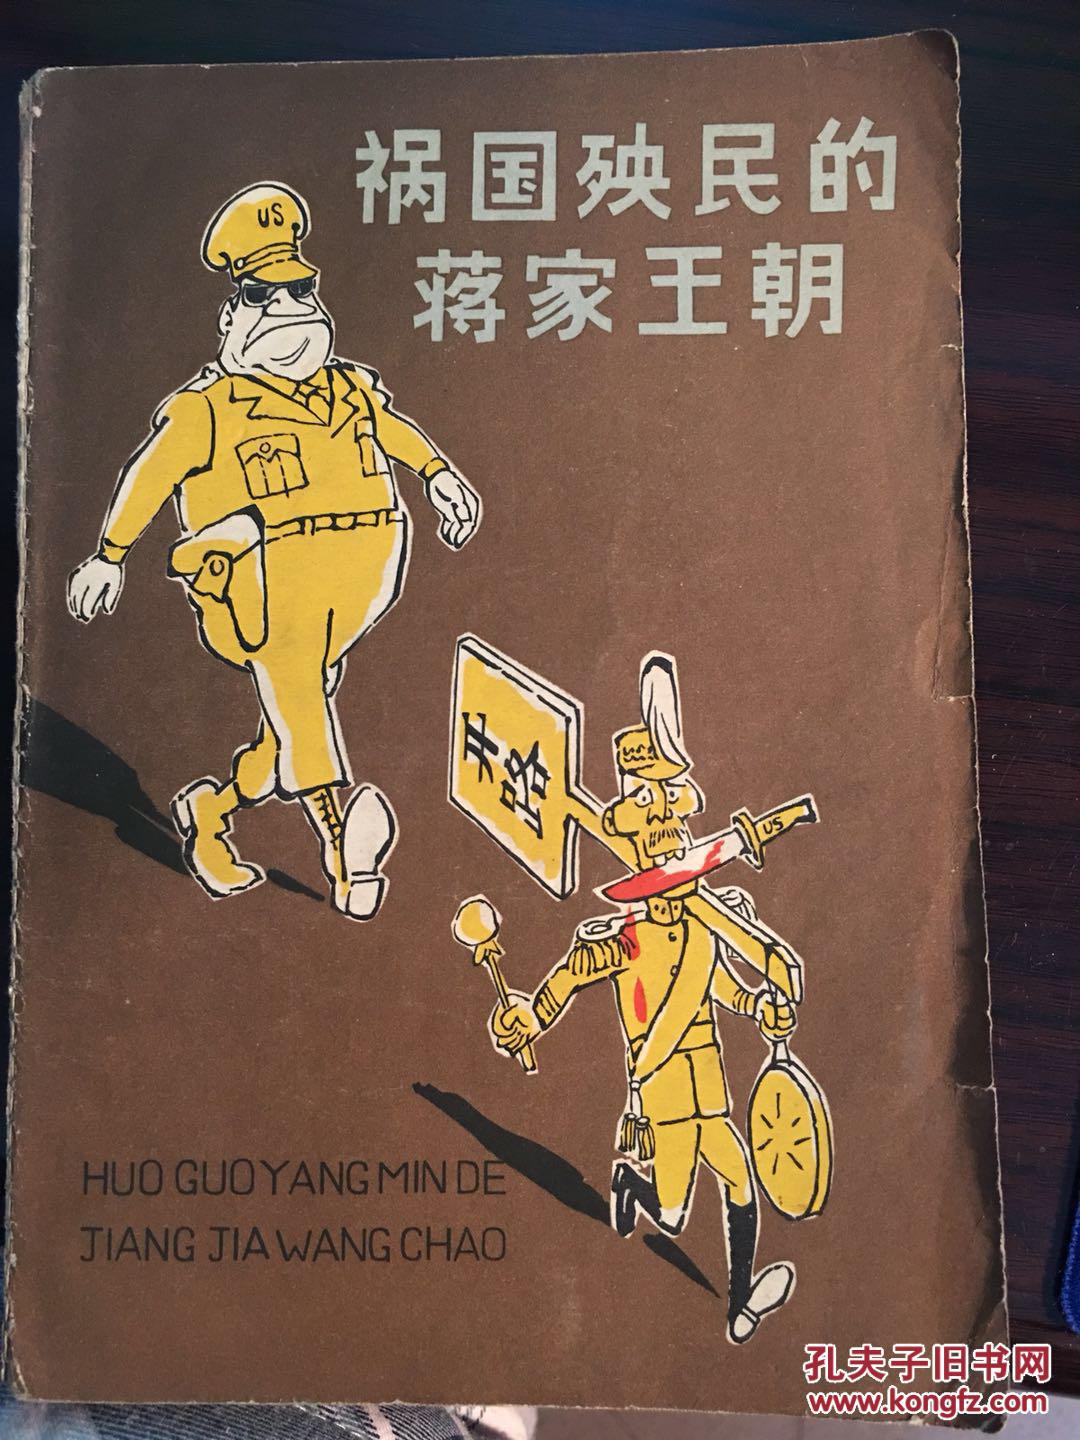 祸国殃民的
蒋家王朝
US
开
路
US
HUO GUO YANG MIN DE
JIANG JIA WANG CHAO
孔夫子旧书网
www.kongfz.com